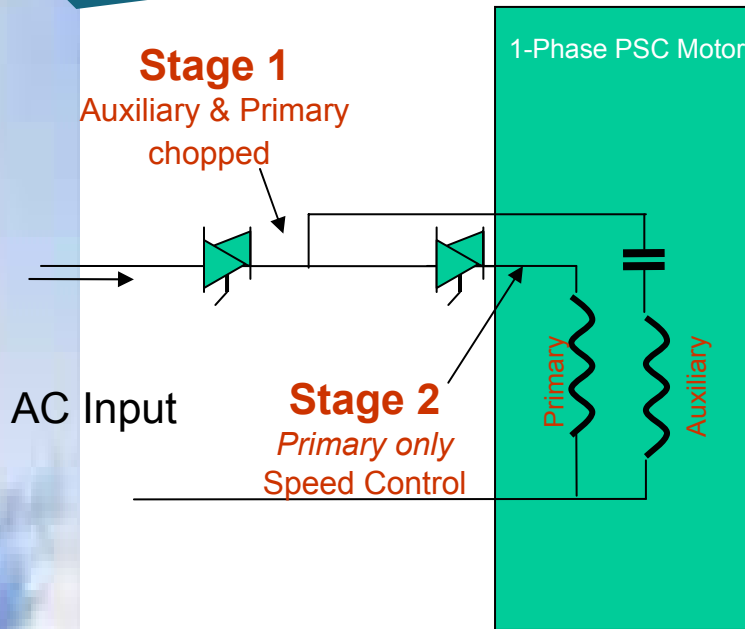 1-Phase PSC Motor
Stage 1
Auxiliary & Primary
chopped
AC Input
Stage 2
Primary only
Speed Control
Primary
Auxiliary